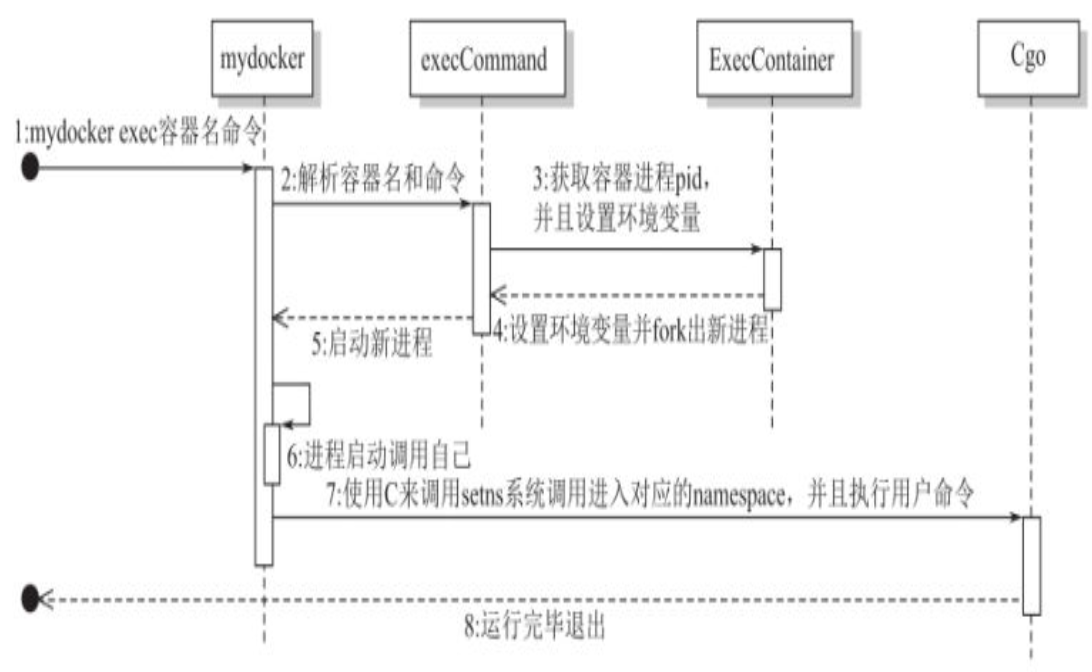 mydocker
execCommand
ExecContainer
Cgo
1:mydocker exec容器名命令
2:解析容器名和命令
3:获取容器进程pid，
并且设置环境变量
4:设置环境变量并fork出新进程
5:启动新进程
6:进程启动调用自己
7:使用C来调用setns系统调用进入对应的namespace，并且执行用户命令
8:运行完毕退出